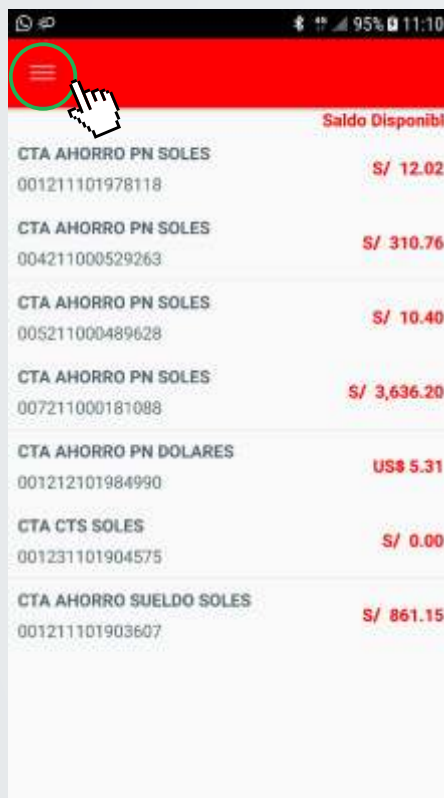 95% 11:10
Saldo Disponibl
CTA AHORRO PN SOLES
S/ 12.02
001211101978118
CTA AHORRO PN SOLES
S/ 310.76
004211000529263
CTA AHORRO PN SOLES
S/ 10.40
005211000489628
CTA AHORRO PN SOLES
S/ 3,636.20
007211000181088
CTA AHORRO PN DOLARES
US$ 5.31
001212101984990
CTA CTS SOLES
S/ 0.00
001231101904575
CTA AHORRO SUELDO SOLES
S/ 861.15
001211101903607